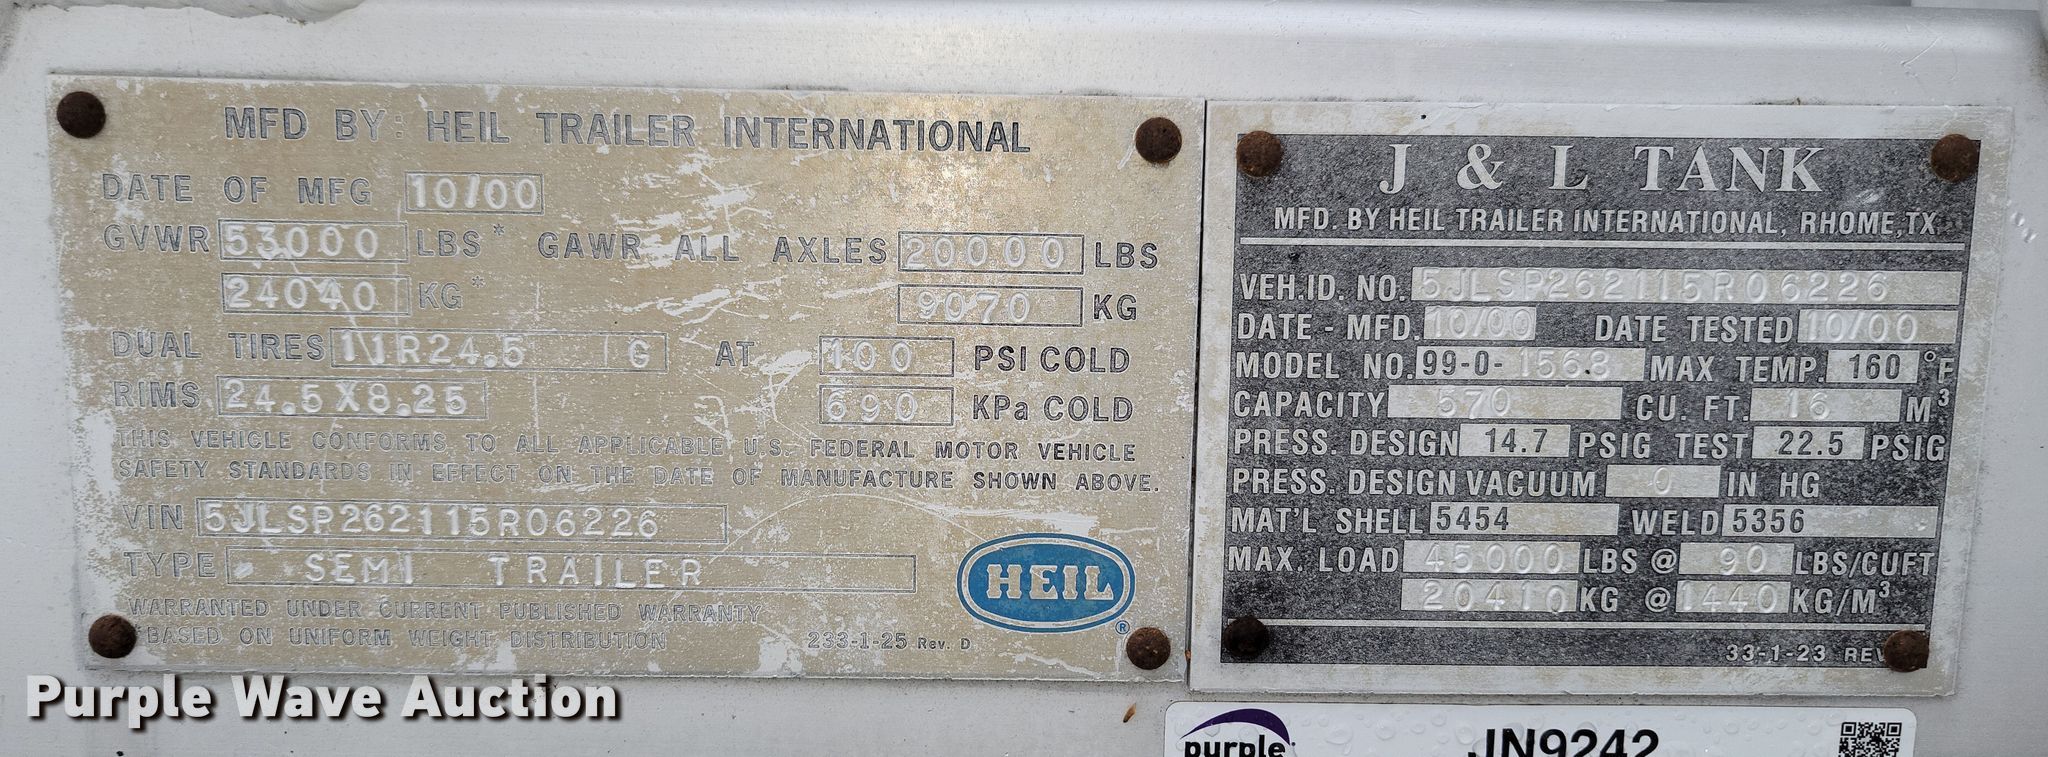 MFD BY: HEIL TRAILER INTERNATIONAL
DATE OF MFG 10/00
GVWR 53000 LBS* GAWR ALL AXLES 20000 LBS
24040 KG* 9070 KG
DUAL TIRES 11R24.5 G AT 100 PSI COLD
RIMS 24.5X8.25 690 KPa COLD
THIS VEHICLE CONFORMS TO ALL APPLICABLE U.S. FEDERAL MOTOR VEHICLE
SAFETY STANDARDS IN EFFECT ON THE DATE OF MANUFACTURE SHOWN ABOVE.
VIN 5JLSP262115R06226
TYPE SEMI TRAILER
WARRANTED UNDER CURRENT PUBLISHED WARRANTY
*BASED ON UNIFORM WEIGHT DISTRIBUTION 233-1-25 Rev. D
HEIL ®
J & L TANK
MFD. BY HEIL TRAILER INTERNATIONAL, RHOME, TX
VEH. ID. NO. 5JLSP262115R06226
DATE - MFD. 10/00 DATE TESTED 10/00
MODEL NO. 99-0-1568 MAX TEMP. 160 °F
CAPACITY 570 CU. FT. 16 M³
PRESS. DESIGN 14.7 PSIG TEST 22.5 PSIG
PRESS. DESIGN VACUUM 0 IN HG
MAT'L SHELL 5454 WELD 5356
MAX. LOAD 45000 LBS @ 90 LBS/CUFT
20410 KG @ 1440 KG/M³
33-1-23 REV
Purple Wave Auction
purple
JN9242